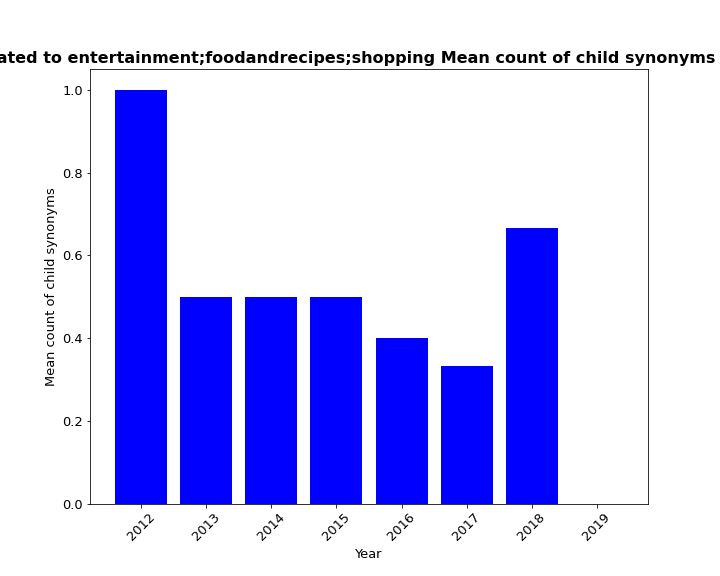 to entertainment;foodandrecipes;shopping Mean count of child synonyms
1.0
0.8
0.6
0.4
0.2
0.0
Mean count of child synonyms
2012 2013 2014 2015 2016 2017 2018 2019
Year